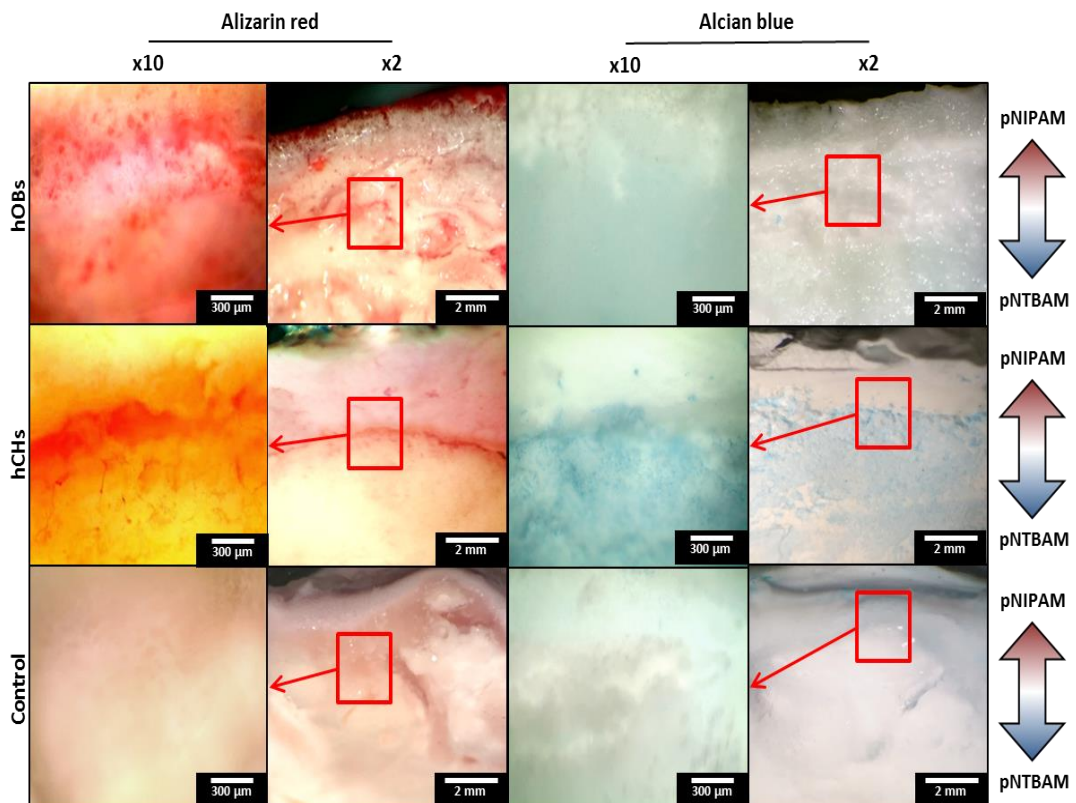 Alizarin red Alcian blue
x10 x2 x10 x2
hOBs
300 µm 2 mm 300 µm 2 mm
pNIPAM
pNTBAM
hCHs
300 µm 2 mm 300 µm 2 mm
pNIPAM
pNTBAM
Control
300 µm 2 mm 300 µm 2 mm
pNIPAM
pNTBAM